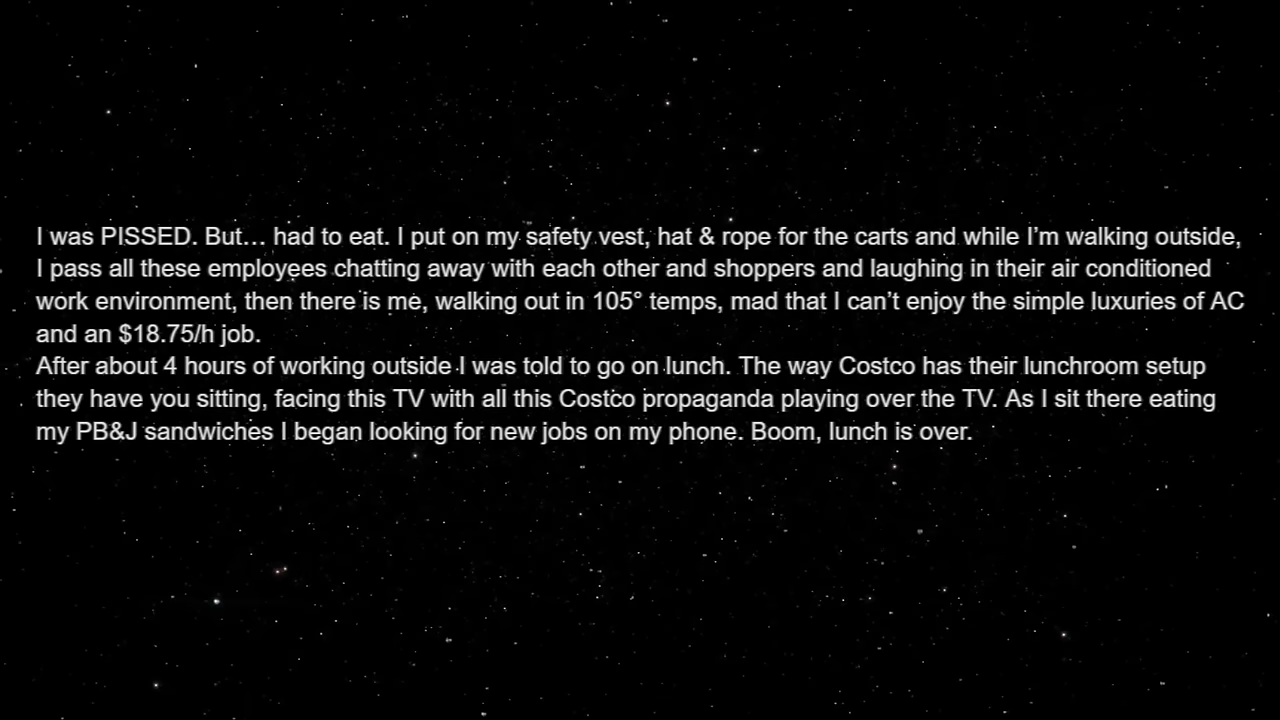 I was PISSED. But… had to eat. I put on my safety vest, hat & rope for the carts and while I’m walking outside,
I pass all these employees chatting away with each other and shoppers and laughing in their air conditioned
work environment, then there is me, walking out in 105° temps, mad that I can’t enjoy the simple luxuries of AC
and an $18.75/h job.
After about 4 hours of working outside I was told to go on lunch. The way Costco has their lunchroom setup
they have you sitting, facing this TV with all this Costco propaganda playing over the TV. As I sit there eating
my PB&J sandwiches I began looking for new jobs on my phone. Boom, lunch is over.